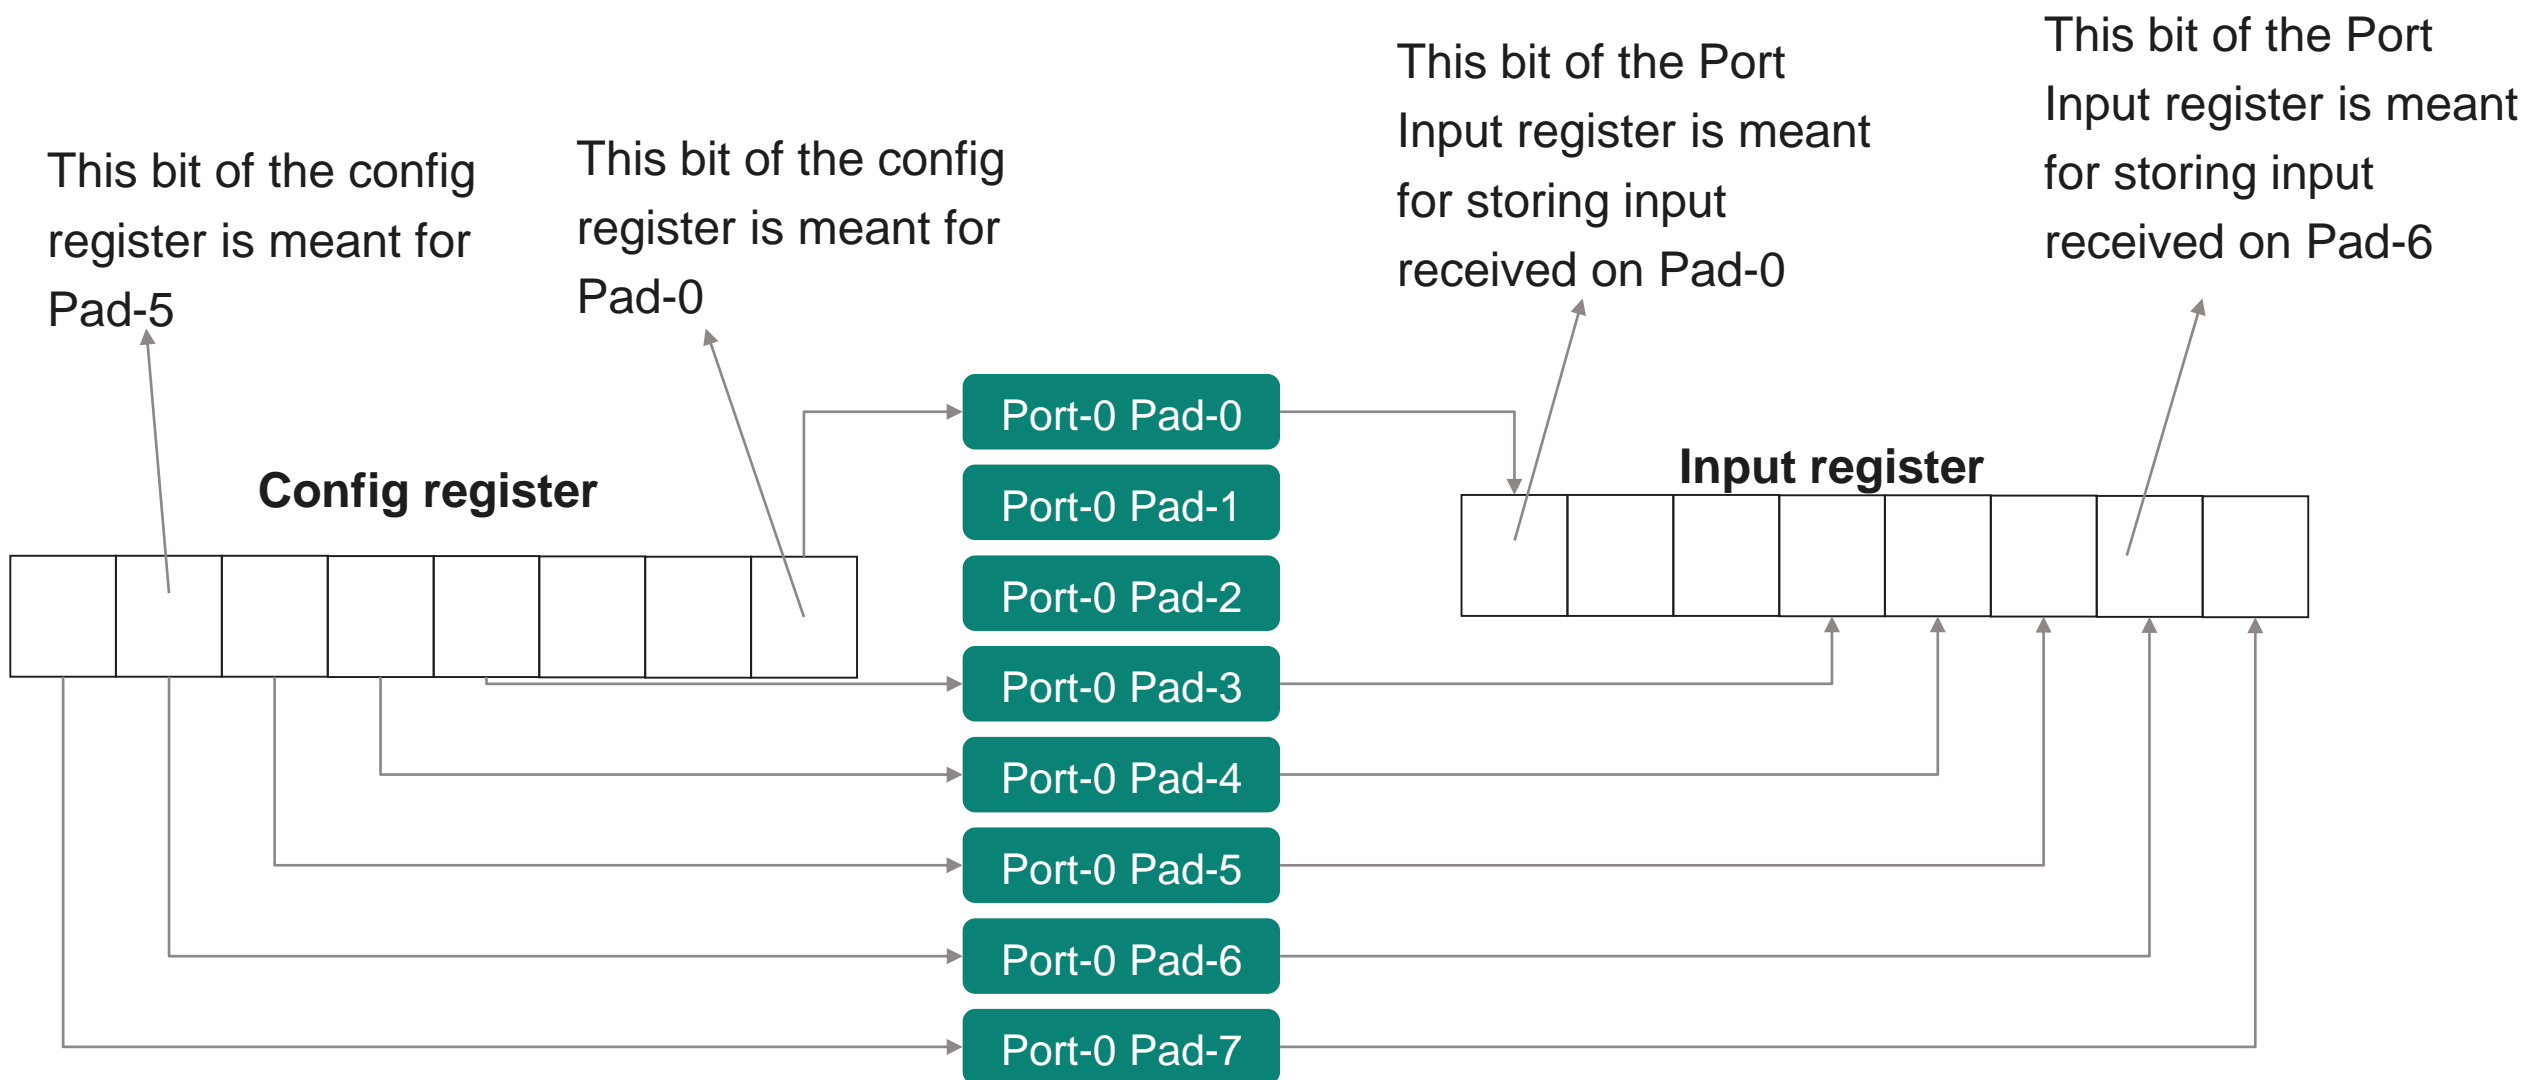 This bit of the config
register is meant for
Pad-5
This bit of the config
register is meant for
Pad-0
This bit of the Port
Input register is meant
for storing input
received on Pad-0
This bit of the Port
Input register is meant
for storing input
received on Pad-6
Config register
Input register
Port-0 Pad-0
Port-0 Pad-1
Port-0 Pad-2
Port-0 Pad-3
Port-0 Pad-4
Port-0 Pad-5
Port-0 Pad-6
Port-0 Pad-7